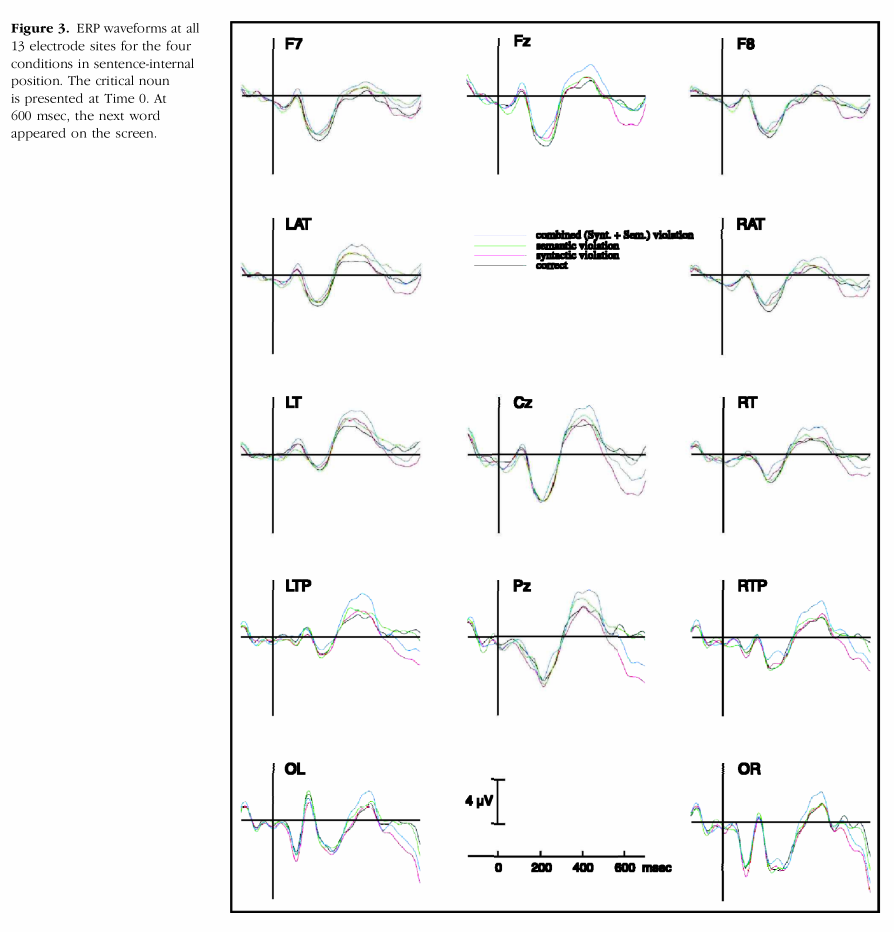 Figure 3. ERP waveforms at all
13 electrode sites for the four
conditions in sentence-internal
position. The critical noun
is presented at Time 0. At
600 msec, the next word
appeared on the screen.
F7
Fz
F8
LAT
combined (Synt. + Sem.) violation
semantic violation
syntactic violation
correct
RAT
LT
Cz
RT
LTP
Pz
RTP
OL
4 µV
0 200 400 600 msec
OR